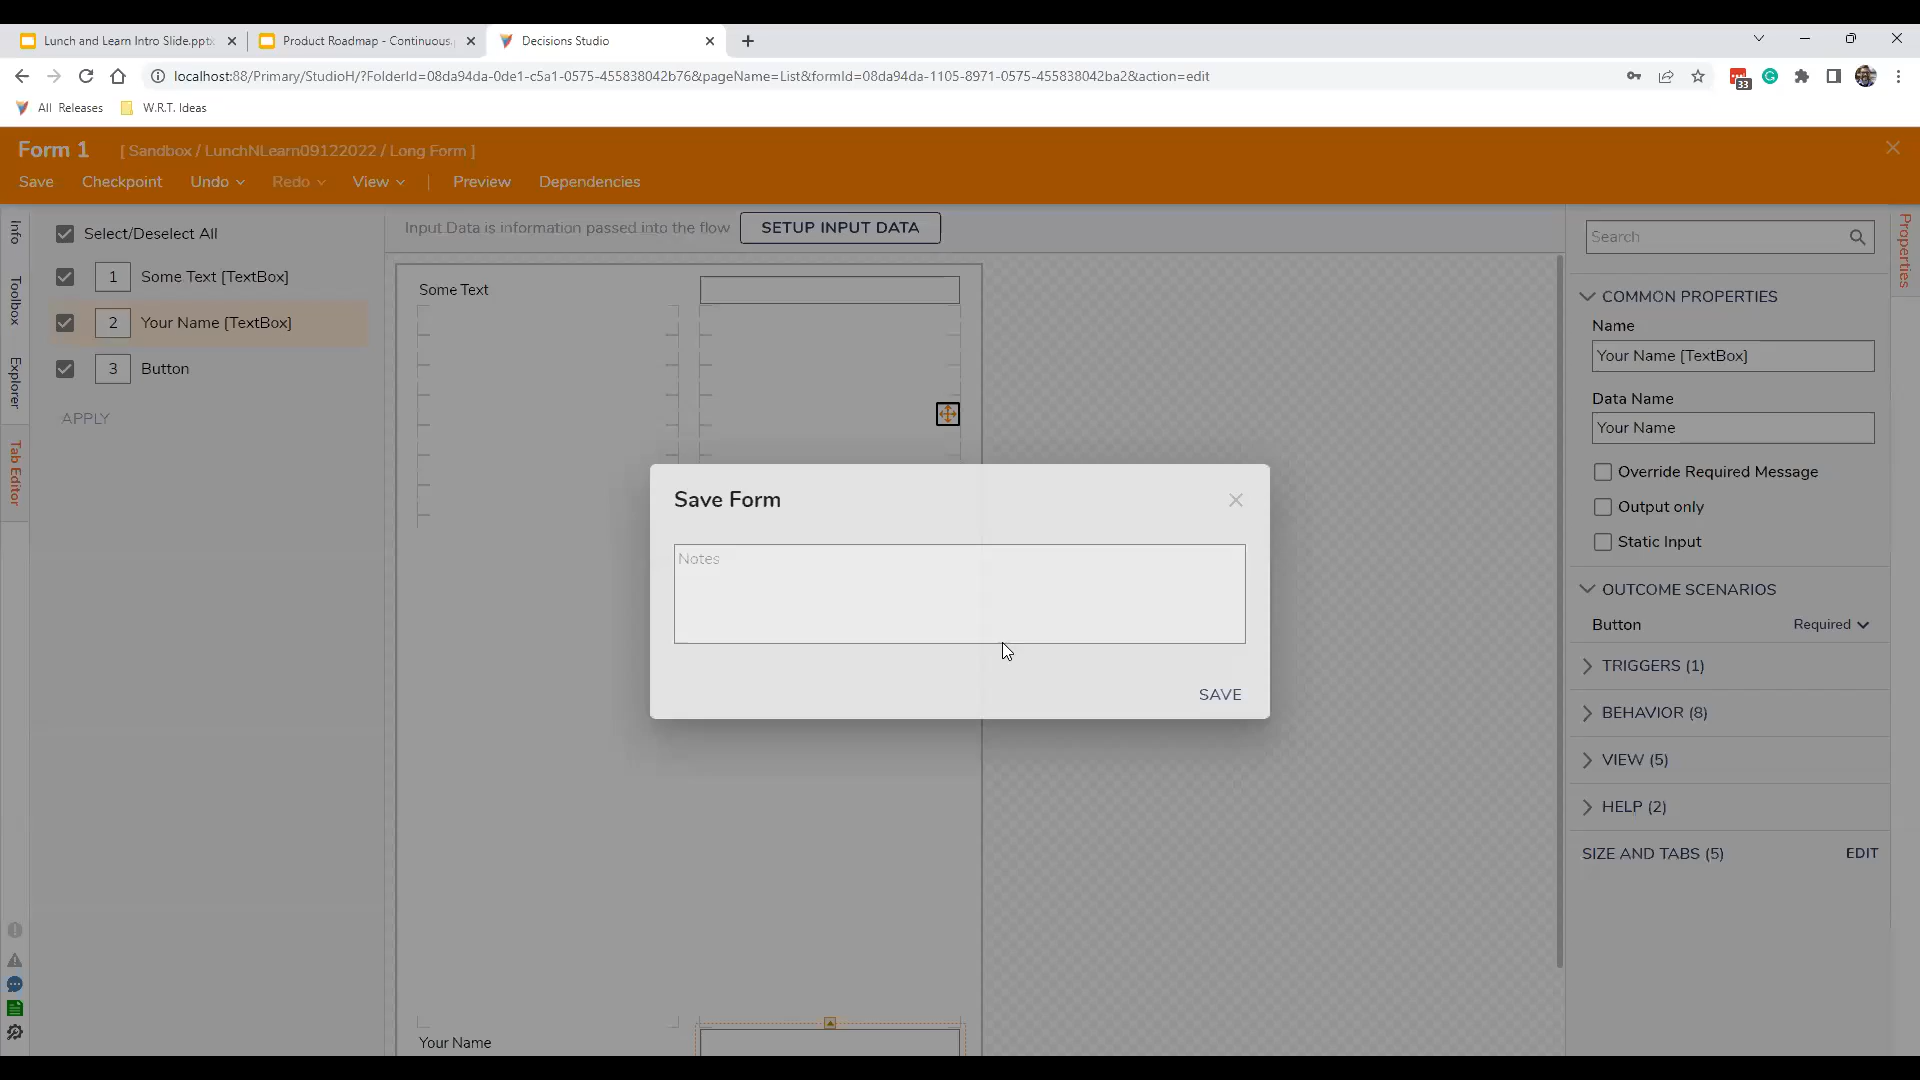 Lunch and Learn Intro Slide.pptx
Product Roadmap - Continuous.
Decisions Studio
localhost:88/Primary/StudioH/?FolderId=08da94da-0de1-c5a1-0575-455838042b76&pageName=List&formId=08da94da-1105-8971-0575-455838042ba2&action=edit
33
All Releases
W.R.T. Ideas
Form 1
[ Sandbox / LunchNLearn09122022 / Long Form ]
Save
Checkpoint
Undo
Redo
View
Preview
Dependencies
Info
Toolbox
Explorer
Tab Editor
Select/Deselect All
1 Some Text [TextBox]
2 Your Name [TextBox]
3 Button
APPLY
Input Data is information passed into the flow
SETUP INPUT DATA
Some Text
Your Name
Save Form
Notes
SAVE
Search
Properties
COMMON PROPERTIES
Name
Your Name [TextBox]
Data Name
Your Name
Override Required Message
Output only
Static Input
OUTCOME SCENARIOS
Button
Required
TRIGGERS (1)
BEHAVIOR (8)
VIEW (5)
HELP (2)
SIZE AND TABS (5)
EDIT